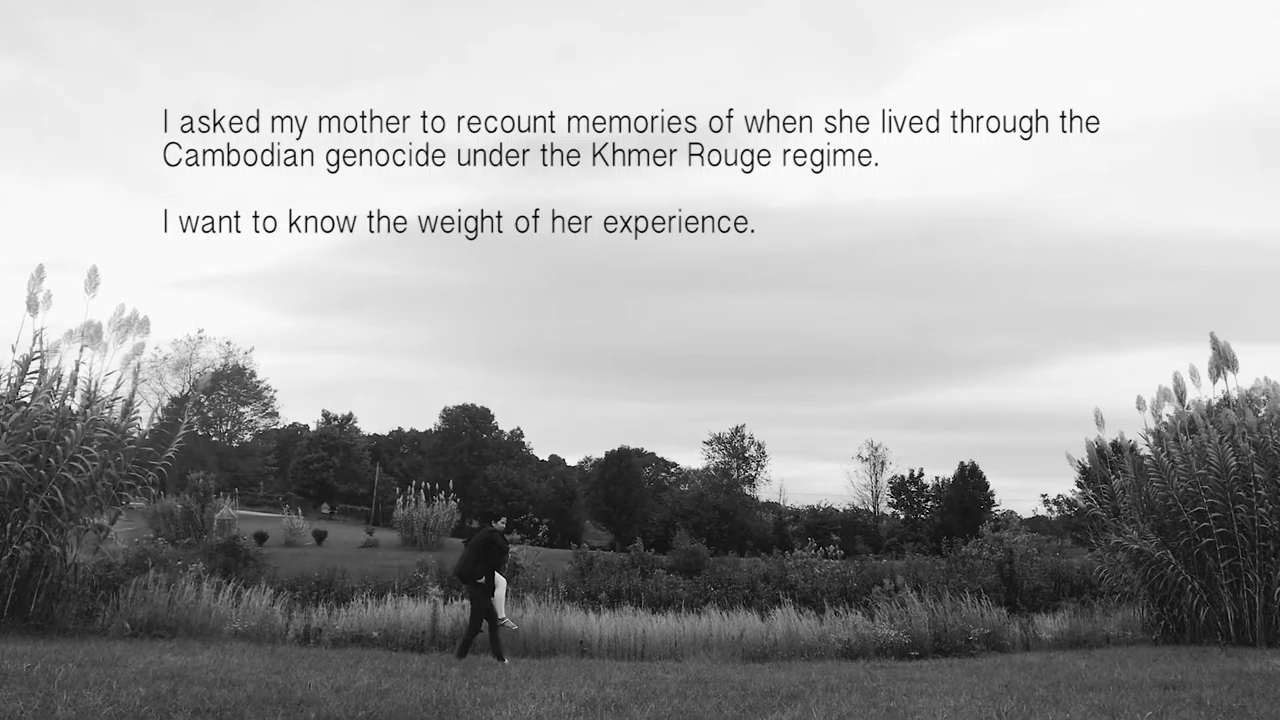 I asked my mother to recount memories of when she lived through the
Cambodian genocide under the Khmer Rouge regime.
I want to know the weight of her experience.